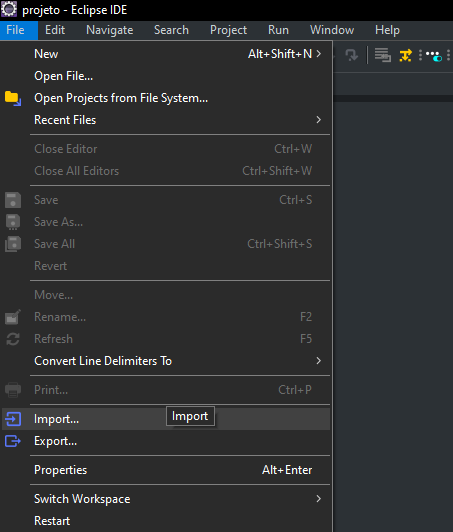 projeto - Eclipse IDE
File Edit Navigate Search Project Run Window Help
New Alt+Shift+N
Open File...
Open Projects from File System...
Recent Files
Close Editor Ctrl+W
Close All Editors Ctrl+Shift+W
Save Ctrl+S
Save As...
Save All Ctrl+Shift+S
Revert
Move...
Rename... F2
Refresh F5
Convert Line Delimiters To
Print... Ctrl+P
Import... Import
Export...
Properties Alt+Enter
Switch Workspace
Restart